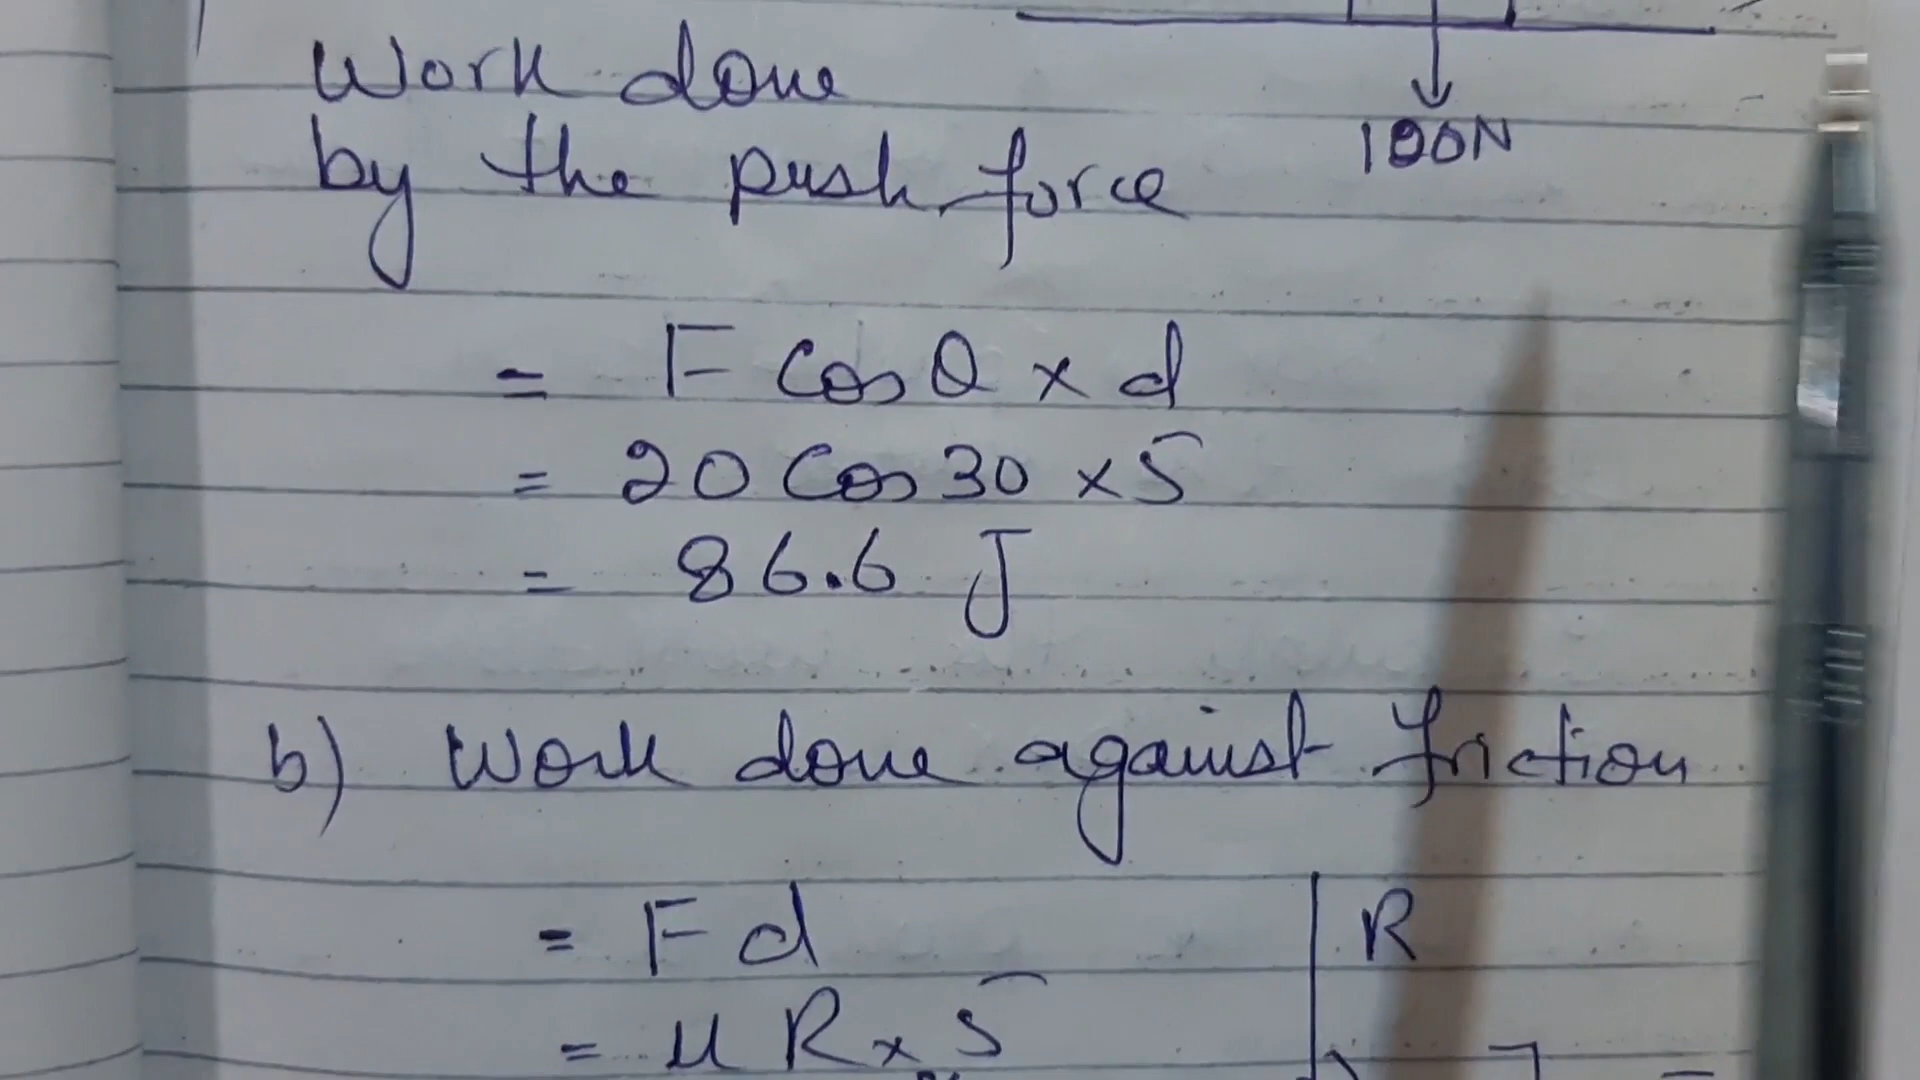 Work done
100N
by the push force
= F Cos θ × d
= 20 Cos 30 × 5
= 86.6 J
b) Work done against friction
= F d
R
= μ R × 5